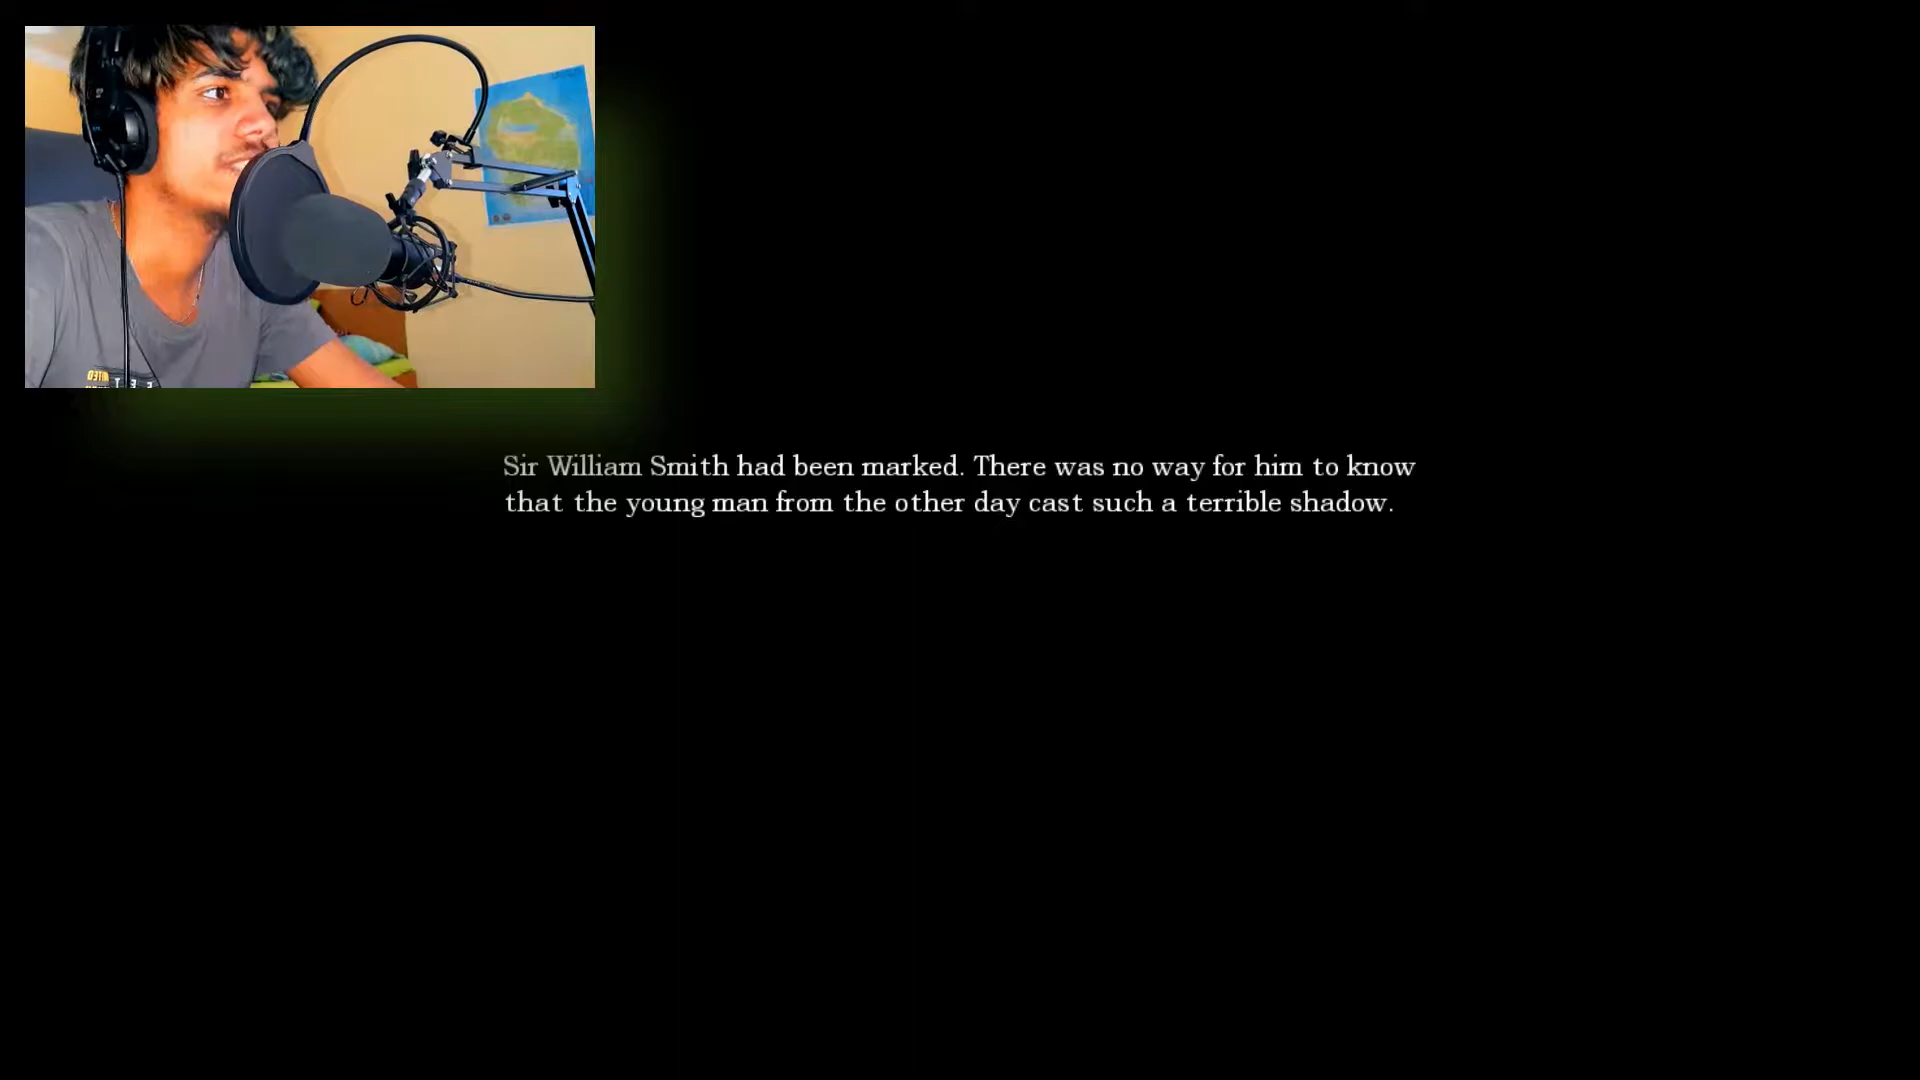 Sir William Smith had been marked. There was no way for him to know
that the young man from the other day cast such a terrible shadow.